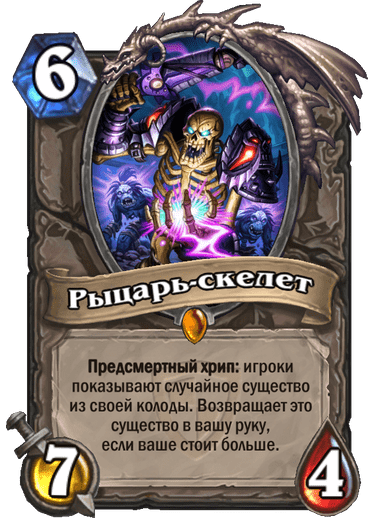 6
Рыцарь-скелет
Предсмертный хрип: игроки
показывают случайное существо
из своей колоды. Возвращает это
существо в вашу руку,
если ваше стоит больше.
7
4